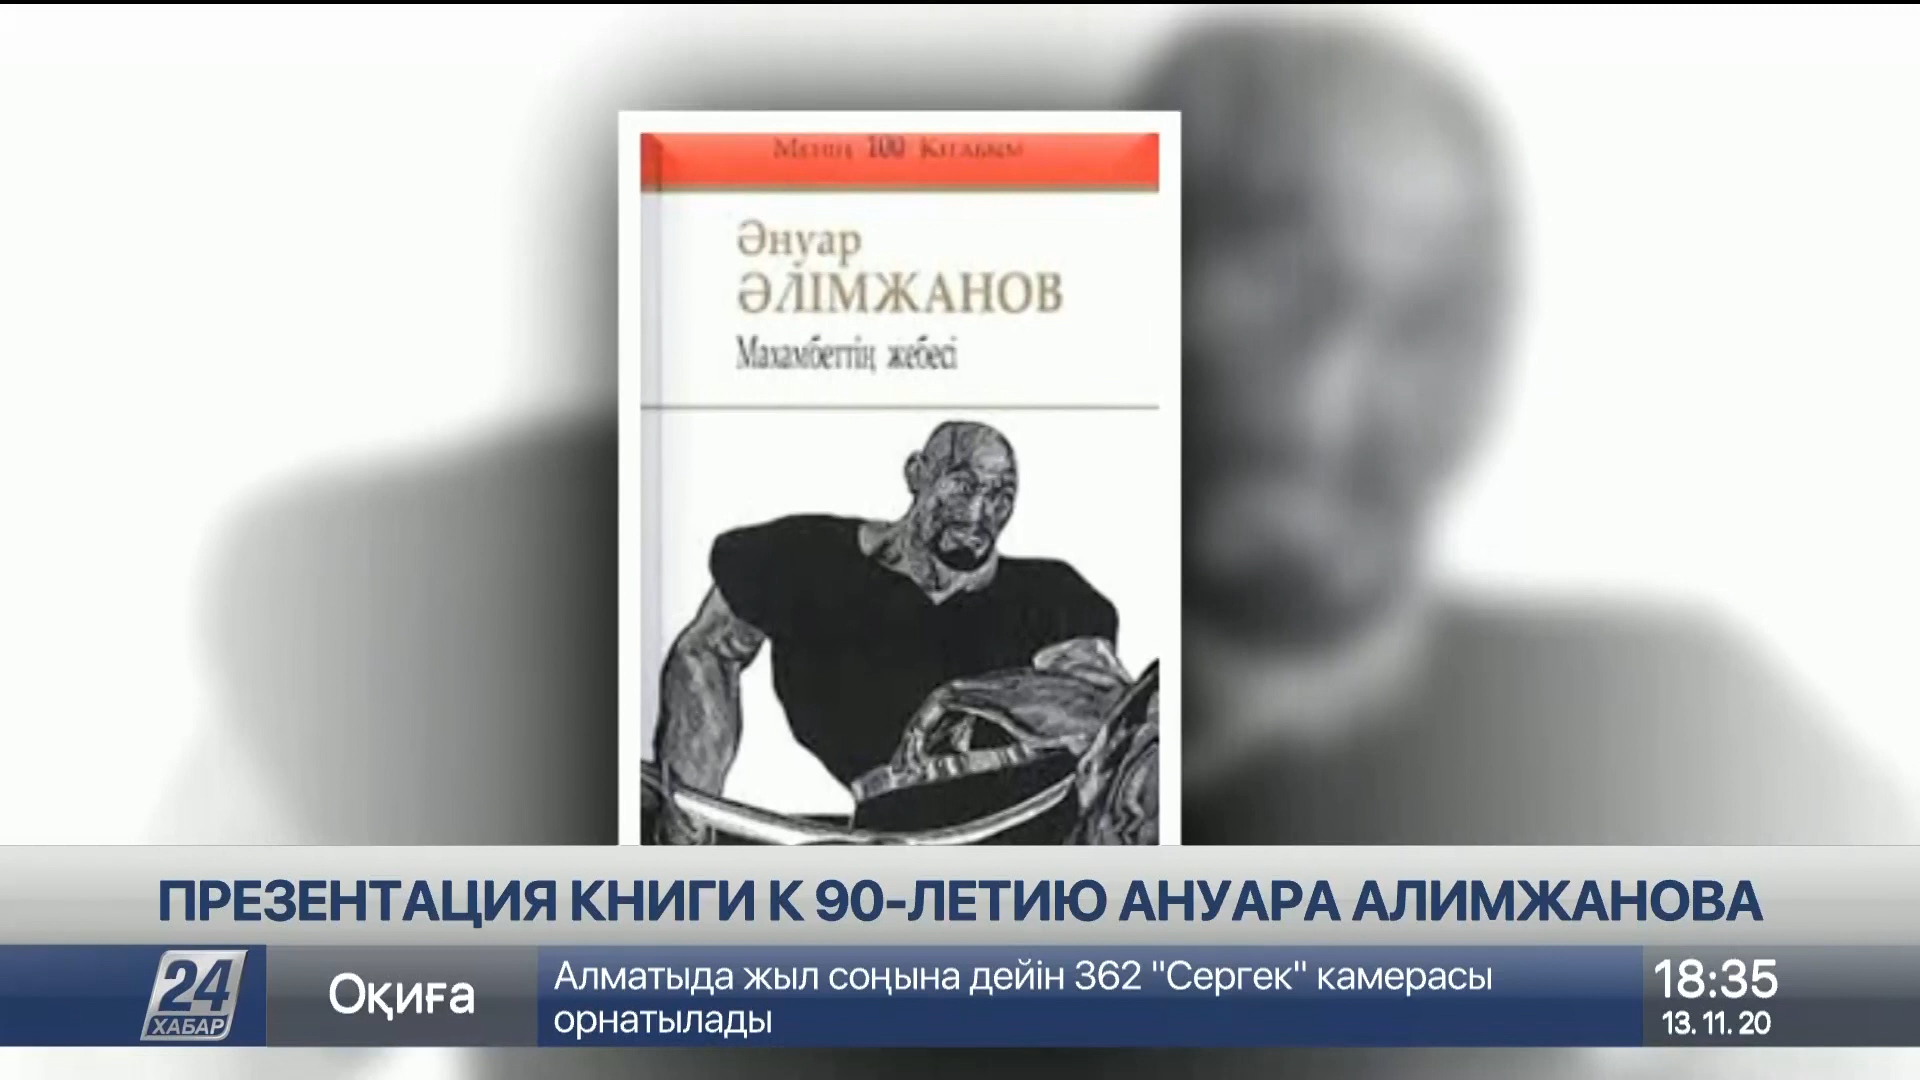 Менің 100 Кітабым
Әнуар
ӘЛІМЖАНОВ
Махамбеттің жебесі
ПРЕЗЕНТАЦИЯ КНИГИ К 90-ЛЕТИЮ АНУАРА АЛИМЖАНОВА
24
ХАБАР
Оқиға
Алматыда жыл соңына дейін 362 "Сергек" камерасы
орнатылады
18:35
13. 11. 20